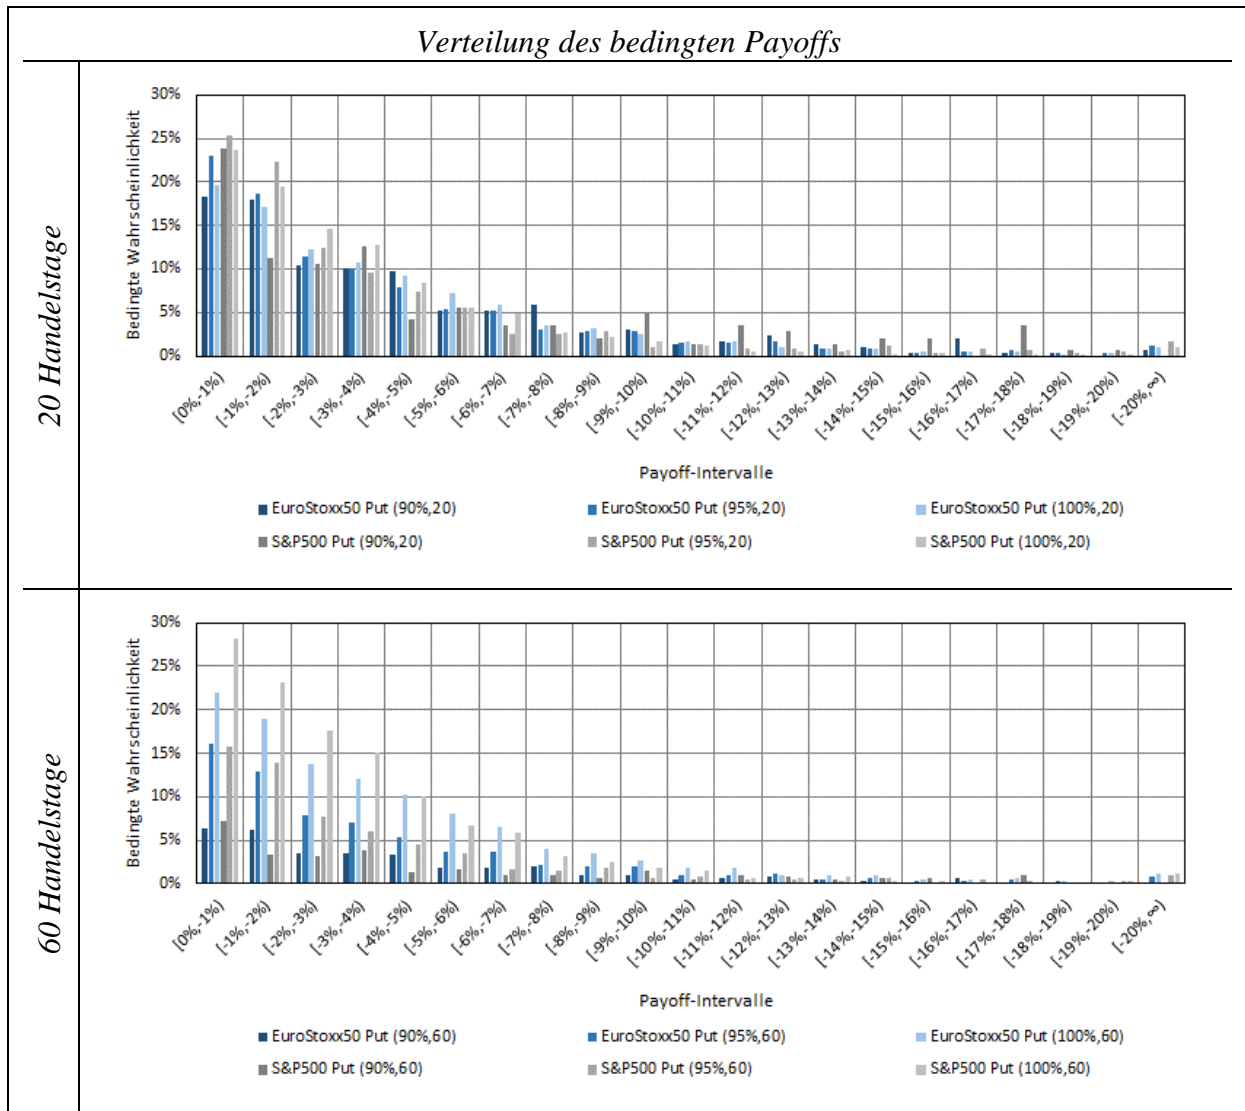 Verteilung des bedingten Payoffs
20 Handelstage
Bedingte Wahrscheinlichkeit
30%
25%
20%
15%
10%
5%
0%
[0%,-1%)
[-1%,-2%)
[-2%,-3%)
[-3%,-4%)
[-4%,-5%)
[-5%,-6%)
[-6%,-7%)
[-7%,-8%)
[-8%,-9%)
[-9%,-10%)
[-10%,-11%)
[-11%,-12%)
[-12%,-13%)
[-13%,-14%)
[-14%,-15%)
[-15%,-16%)
[-16%,-17%)
[-17%,-18%)
[-18%,-19%)
[-19%,-20%)
[-20%,∞)
Payoff-Intervalle
EuroStoxx50 Put (90%,20)
EuroStoxx50 Put (95%,20)
EuroStoxx50 Put (100%,20)
S&P500 Put (90%,20)
S&P500 Put (95%,20)
S&P500 Put (100%,20)
60 Handelstage
Bedingte Wahrscheinlichkeit
30%
25%
20%
15%
10%
5%
0%
[0%,-1%)
[-1%,-2%)
[-2%,-3%)
[-3%,-4%)
[-4%,-5%)
[-5%,-6%)
[-6%,-7%)
[-7%,-8%)
[-8%,-9%)
[-9%,-10%)
[-10%,-11%)
[-11%,-12%)
[-12%,-13%)
[-13%,-14%)
[-14%,-15%)
[-15%,-16%)
[-16%,-17%)
[-17%,-18%)
[-18%,-19%)
[-19%,-20%)
[-20%,∞)
Payoff-Intervalle
EuroStoxx50 Put (90%,60)
EuroStoxx50 Put (95%,60)
EuroStoxx50 Put (100%,60)
S&P500 Put (90%,60)
S&P500 Put (95%,60)
S&P500 Put (100%,60)